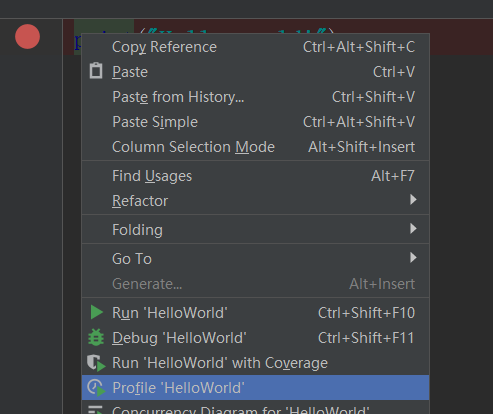 Copy Reference Ctrl+Alt+Shift+C
Paste Ctrl+V
Paste from History... Ctrl+Shift+V
Paste Simple Ctrl+Alt+Shift+V
Column Selection Mode Alt+Shift+Insert
Find Usages Alt+F7
Refactor
Folding
Go To
Generate... Alt+Insert
Run 'HelloWorld' Ctrl+Shift+F10
Debug 'HelloWorld' Ctrl+Shift+F11
Run 'HelloWorld' with Coverage
Profile 'HelloWorld'
Concurrency Diagram for 'HelloWorld'